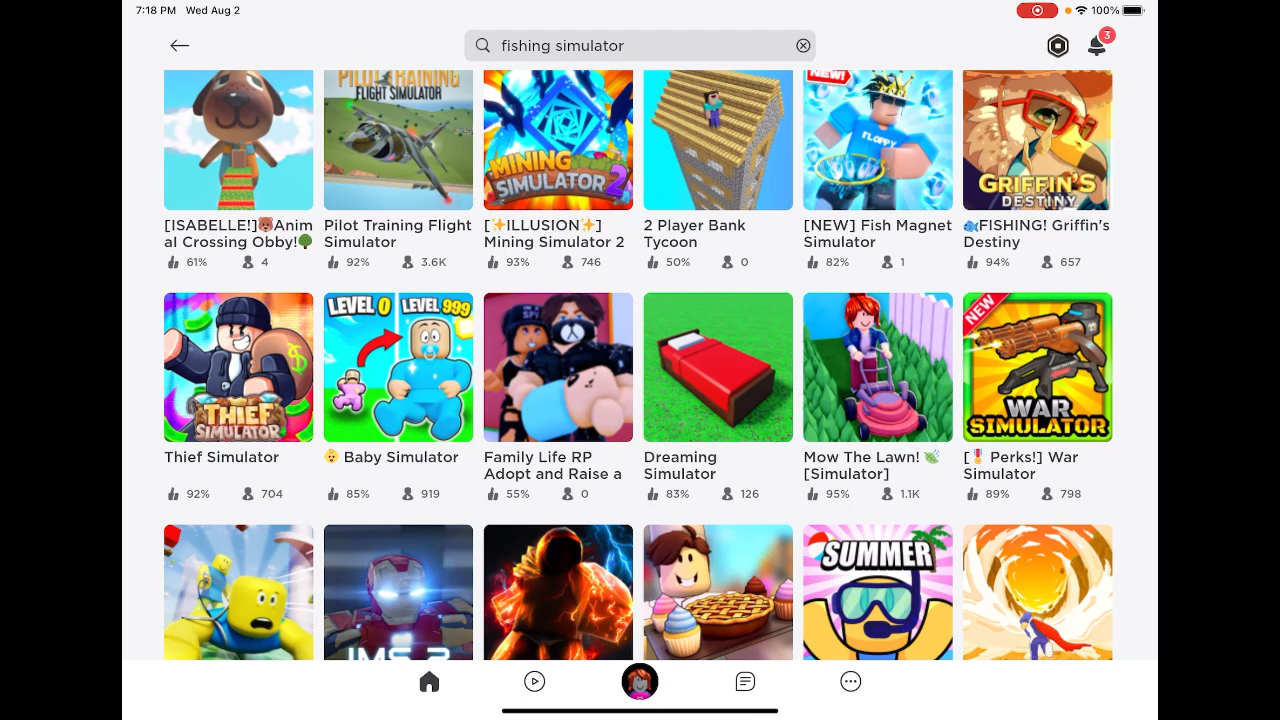 7:18 PM Wed Aug 2
100%
fishing simulator
3
PILOT TRAINING
FLIGHT SIMULATOR
MINING
SIMULATOR 2
NEW!
FLOPPY
GRIFFIN'S
DESTINY
[ISABELLE!]🐻Anim
al Crossing Obby!🌳
61% 4
Pilot Training Flight
Simulator
92% 3.6K
[✨ILLUSION✨]
Mining Simulator 2
93% 746
2 Player Bank
Tycoon
50% 0
[NEW] Fish Magnet
Simulator
82% 1
🐟FISHING! Griffin's
Destiny
94% 657
THIEF
SIMULATOR
LEVEL 0 LEVEL 999
SPY
NEW
WAR
SIMULATOR
Thief Simulator
92% 704
👶 Baby Simulator
85% 919
Family Life RP
Adopt and Raise a
55% 0
Dreaming
Simulator
83% 126
Mow The Lawn! 🍃
[Simulator]
95% 1.1K
[🎖️ Perks!] War
Simulator
89% 798
SUMMER